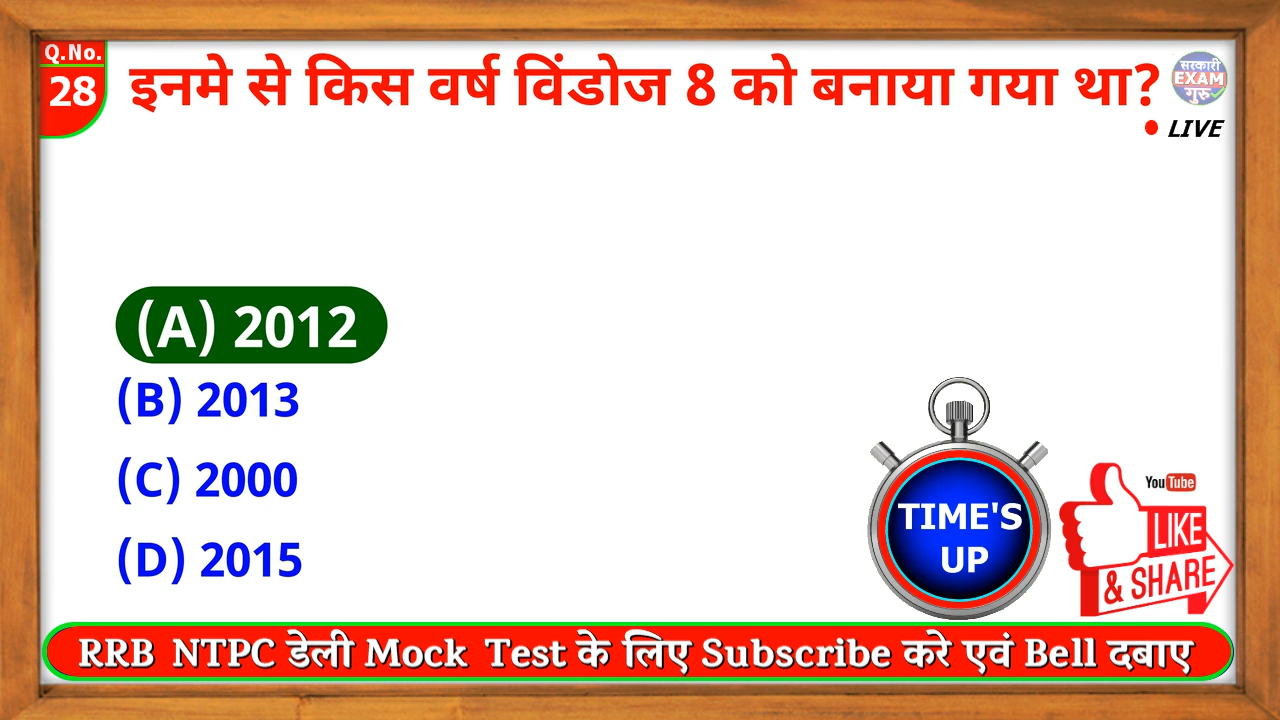 Q.No.
28
इनमे से किस वर्ष विंडोज 8 को बनाया गया था?
सरकारी
EXAM
गुरु
LIVE
(A) 2012
(B) 2013
(C) 2000
(D) 2015
TIME'S
UP
YouTube
LIKE
& SHARE
RRB NTPC डेली Mock Test के लिए Subscribe करे एवं Bell दबाए